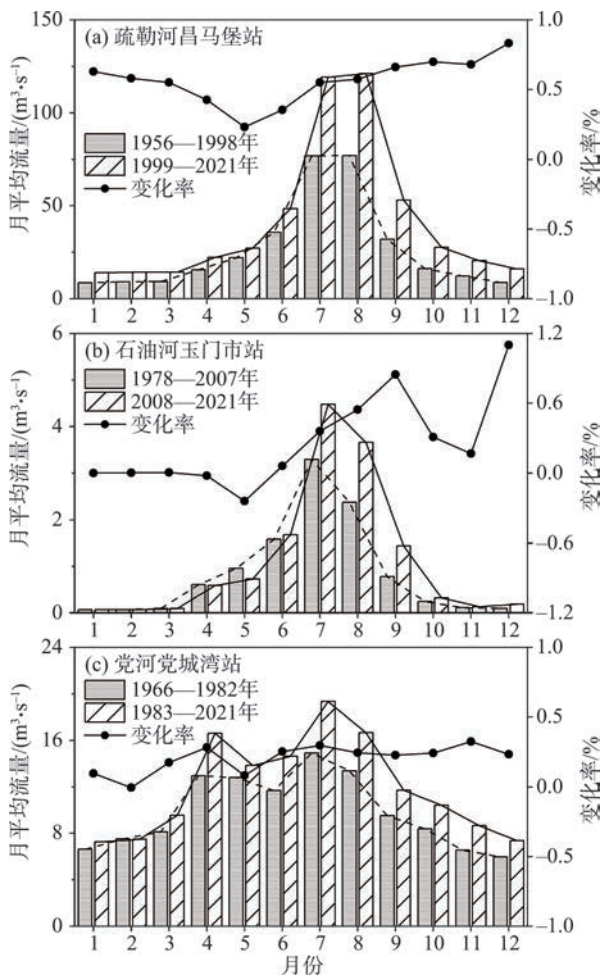 (a) 疏勒河昌马堡站
月平均流量/(m³·s⁻¹)
150
100
50
0
1956—1998年
1999—2021年
变化率
1.0
0.5
0.0
−0.5
−1.0
变化率/%
1 2 3 4 5 6 7 8 9 10 11 12
(b) 石油河玉门市站
月平均流量/(m³·s⁻¹)
6
4
2
0
1978—2007年
2008—2021年
变化率
1.2
0.6
0.0
−0.6
−1.2
变化率/%
1 2 3 4 5 6 7 8 9 10 11 12
(c) 党河党城湾站
月平均流量/(m³·s⁻¹)
24
16
8
0
1966—1982年
1983—2021年
变化率
1.0
0.5
0.0
−0.5
−1.0
变化率/%
1 2 3 4 5 6 7 8 9 10 11 12
月份